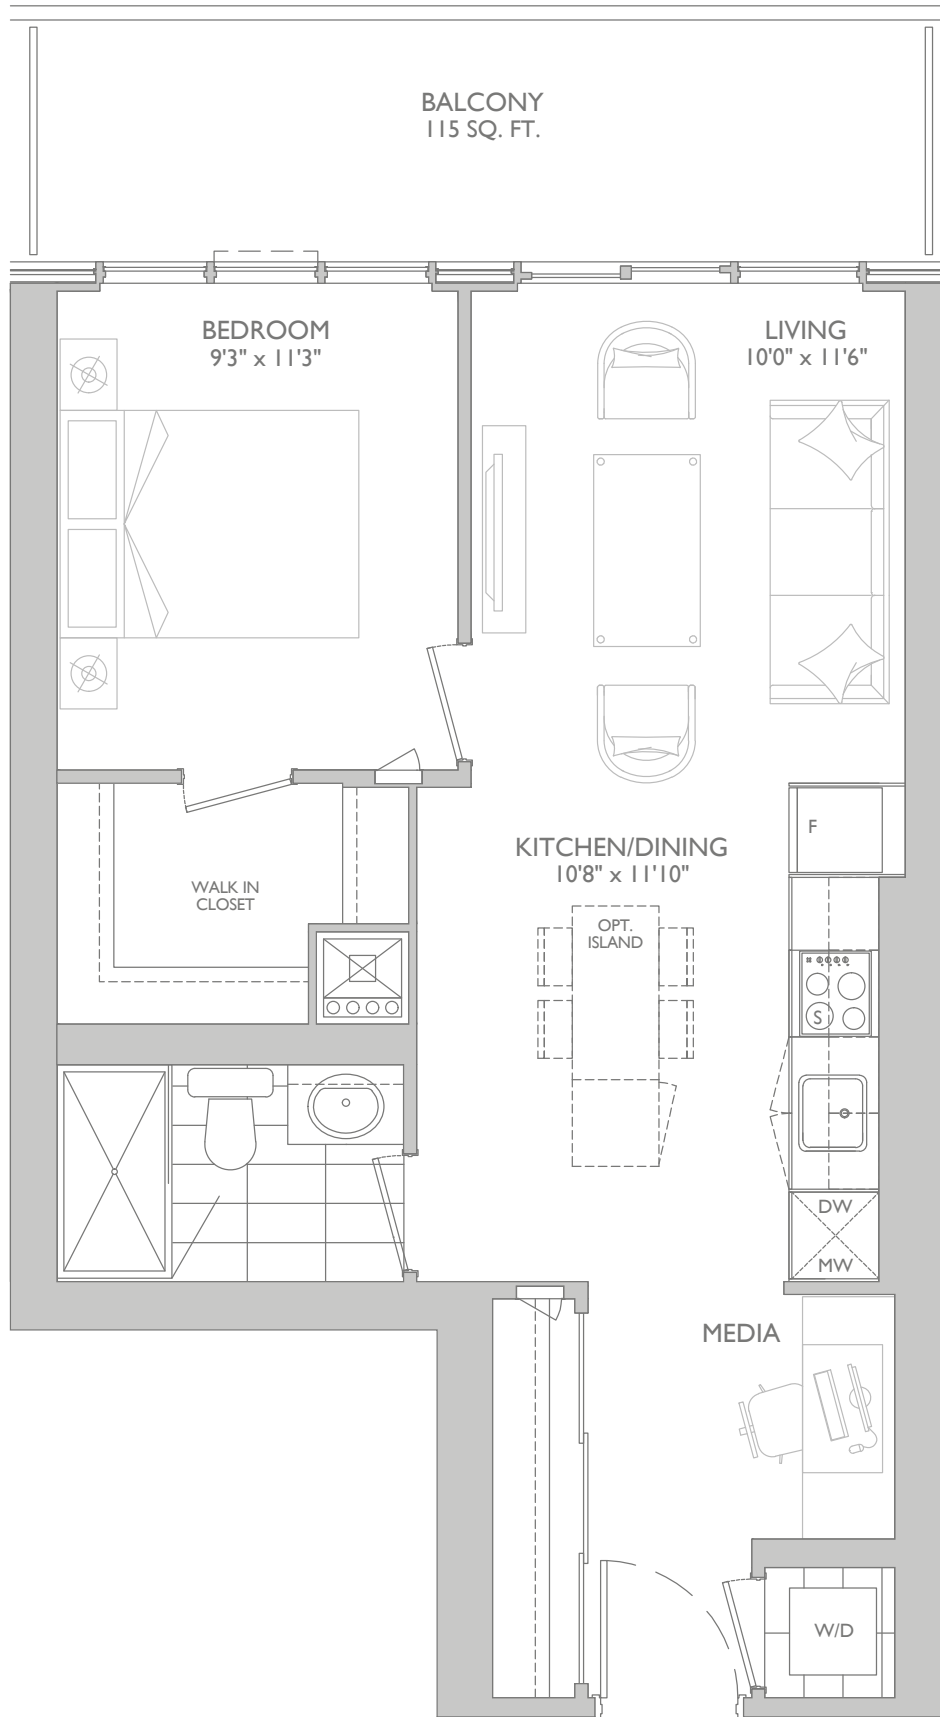 BALCONY
115 SQ. FT.
BEDROOM
9'3" x 11'3"
LIVING
10'0" x 11'6"
F
KITCHEN/DINING
10'8" x 11'10"
WALK IN
CLOSET
OPT.
ISLAND
S
DW
MW
MEDIA
W/D